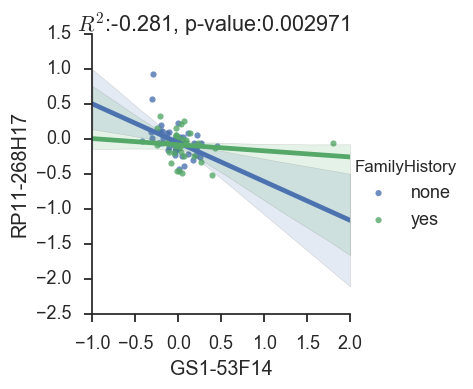 R²:-0.281, p-value:0.002971
1.5
1.0
0.5
0.0
−0.5
−1.0
−1.5
−2.0
−2.5
RP11-268H17
−1.0 −0.5 0.0 0.5 1.0 1.5 2.0
GS1-53F14
FamilyHistory
none
yes